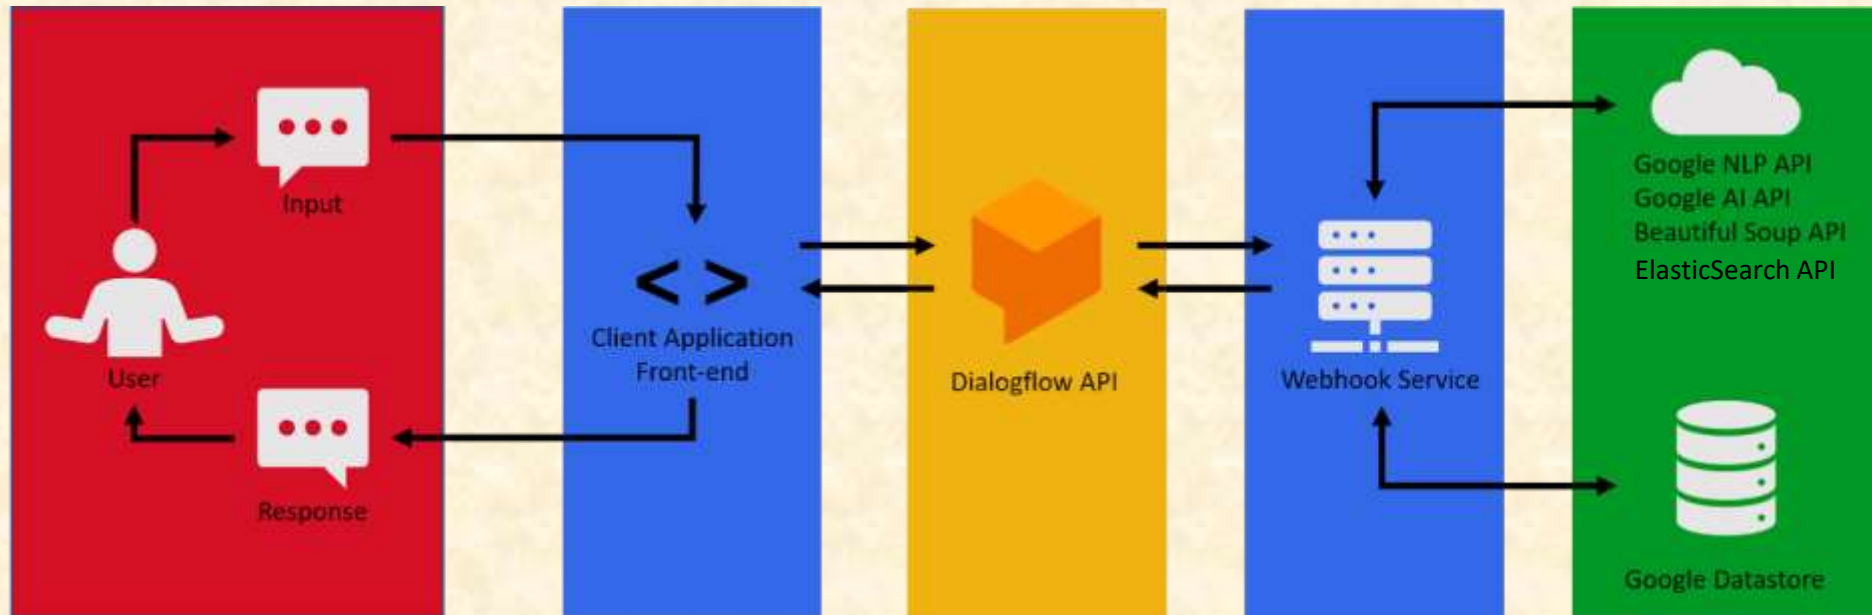 Input
User
Response
Client Application
Front-end
Dialogflow API
Webhook Service
Google NLP API
Google AI API
Beautiful Soup API
ElasticSearch API
Google Datastore